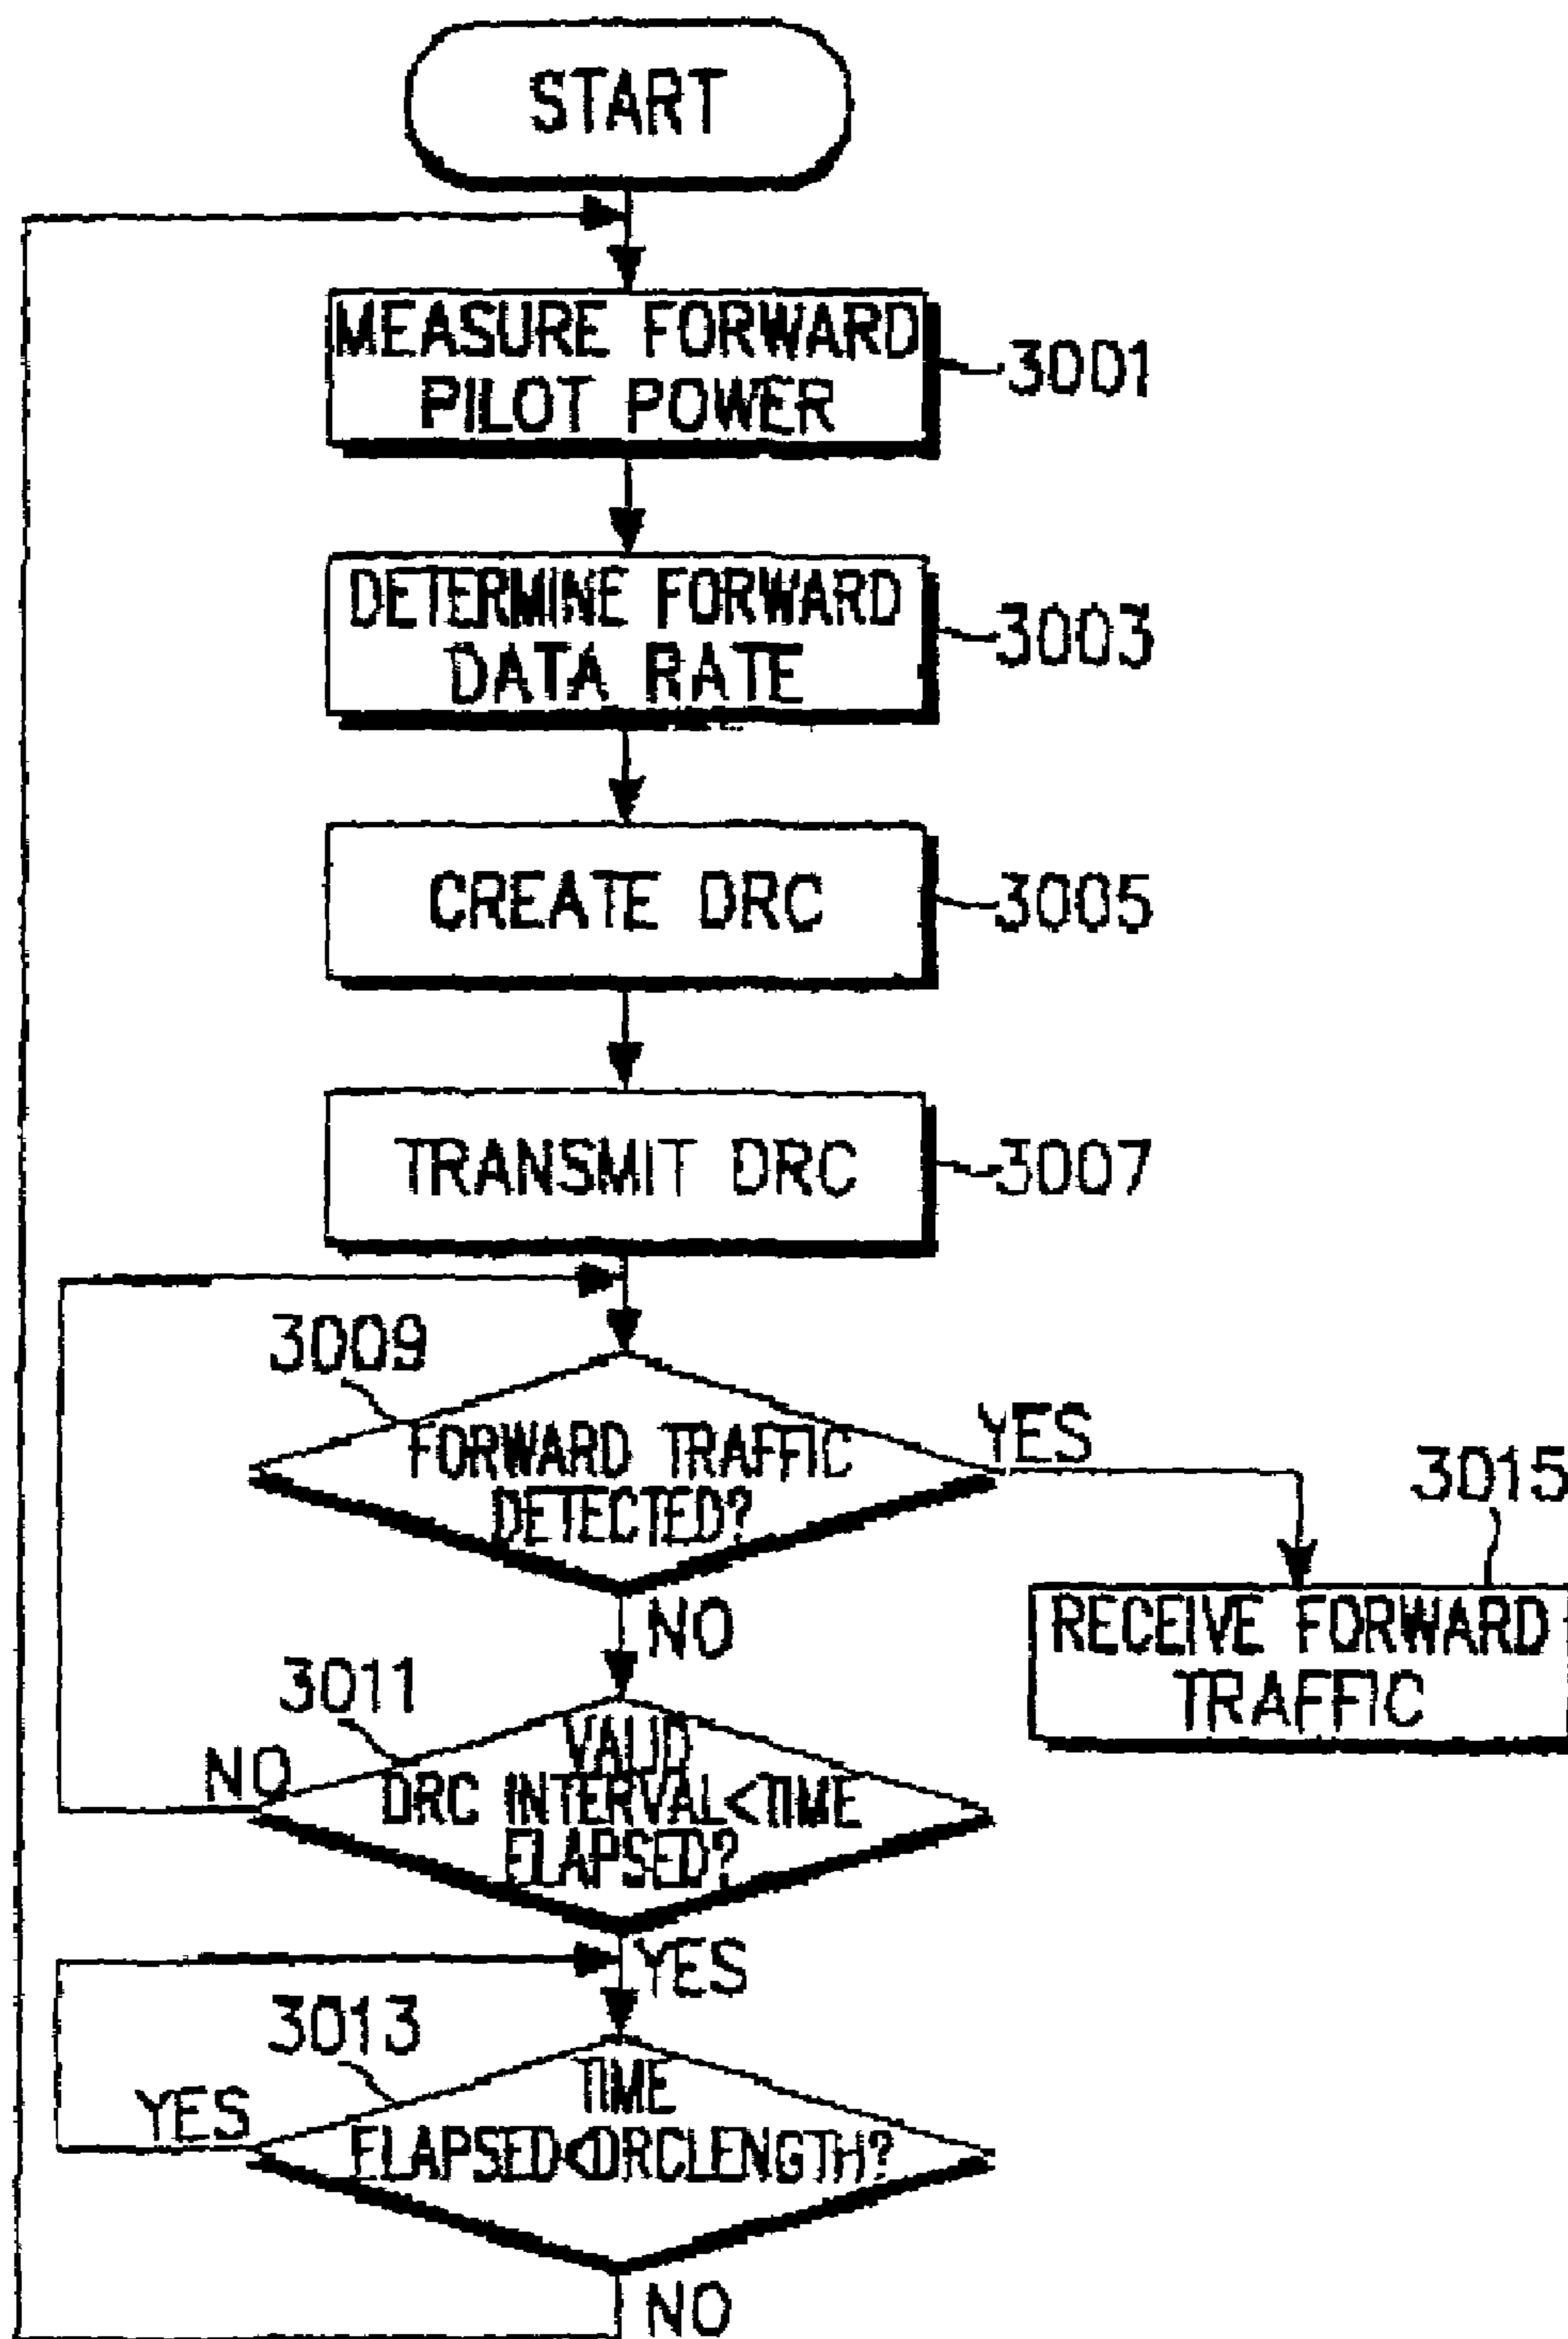 START
MEASURE FORWARD
PILOT POWER
3001
DETERMINE FORWARD
DATA RATE
3003
CREATE DRC
3005
TRANSMIT DRC
3007
3009
FORWARD TRAFFIC
DETECTED?
YES
NO
3015
RECEIVE FORWARD
TRAFFIC
3011
VALID
DRC INTERVAL<TIME
ELAPSED?
NO
YES
3013
TIME
ELAPSED<DRCLENGTH?
YES
NO